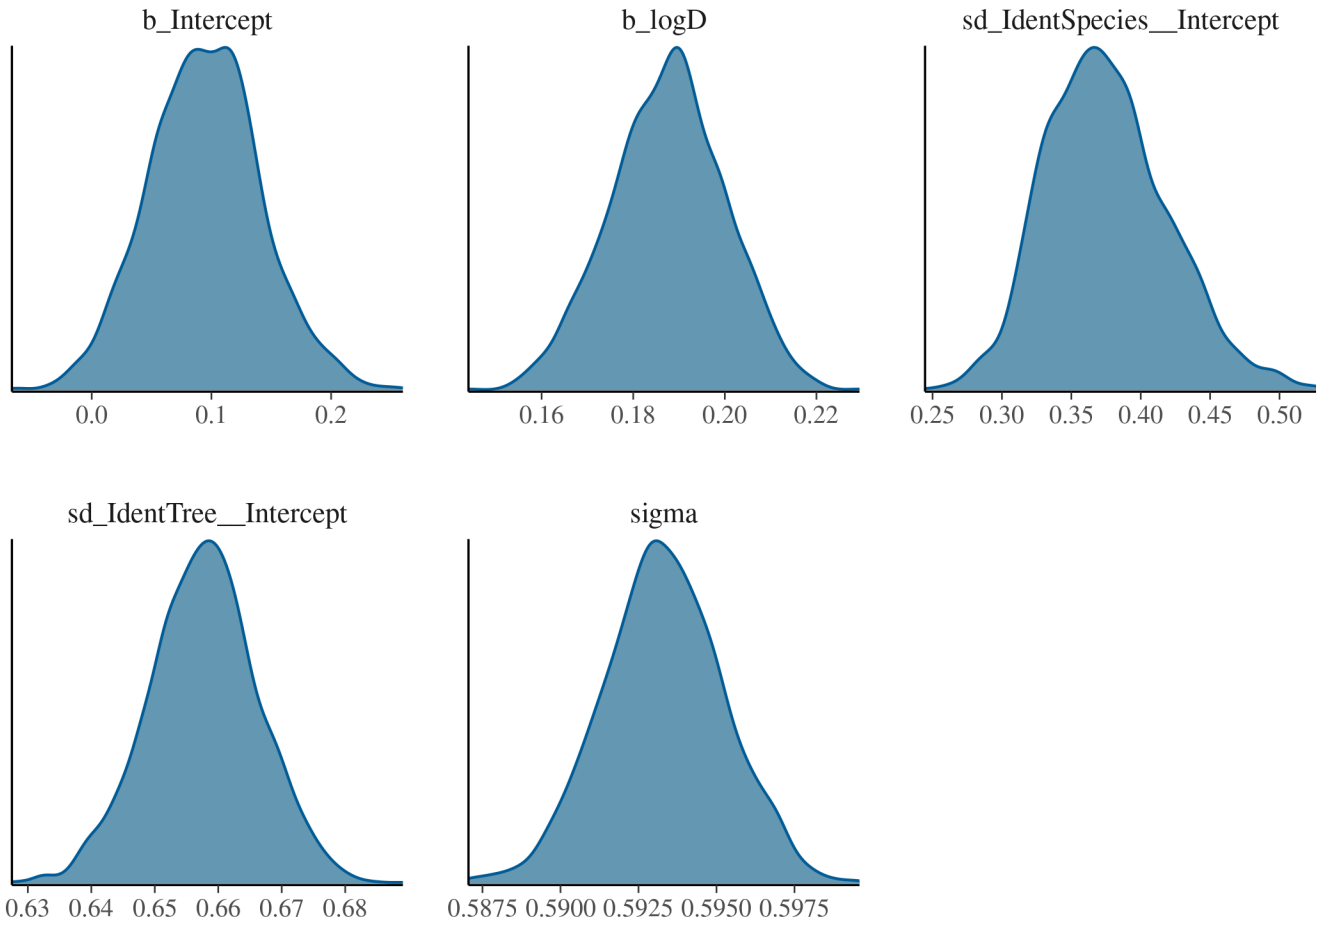 b_Intercept b_logD sd_IdentSpecies__Intercept
0.0 0.1 0.2 0.16 0.18 0.20 0.22 0.25 0.30 0.35 0.40 0.45 0.50
sd_IdentTree__Intercept sigma
0.63 0.64 0.65 0.66 0.67 0.68 0.5875 0.5900 0.5925 0.5950 0.5975